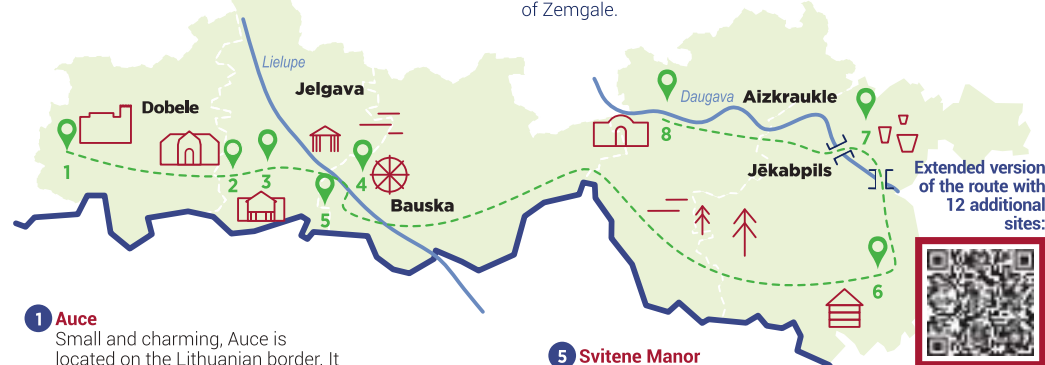 of Zemgale.
Lielupe
Jelgava
Dobele
Daugava
Aizkraukle
1
2
3
4
5
8
7
Jēkabpils
Bauska
6
Extended version
of the route with
12 additional
sites:
1 Auce
Small and charming, Auce is
located on the Lithuanian border. It
5 Svitene Manor